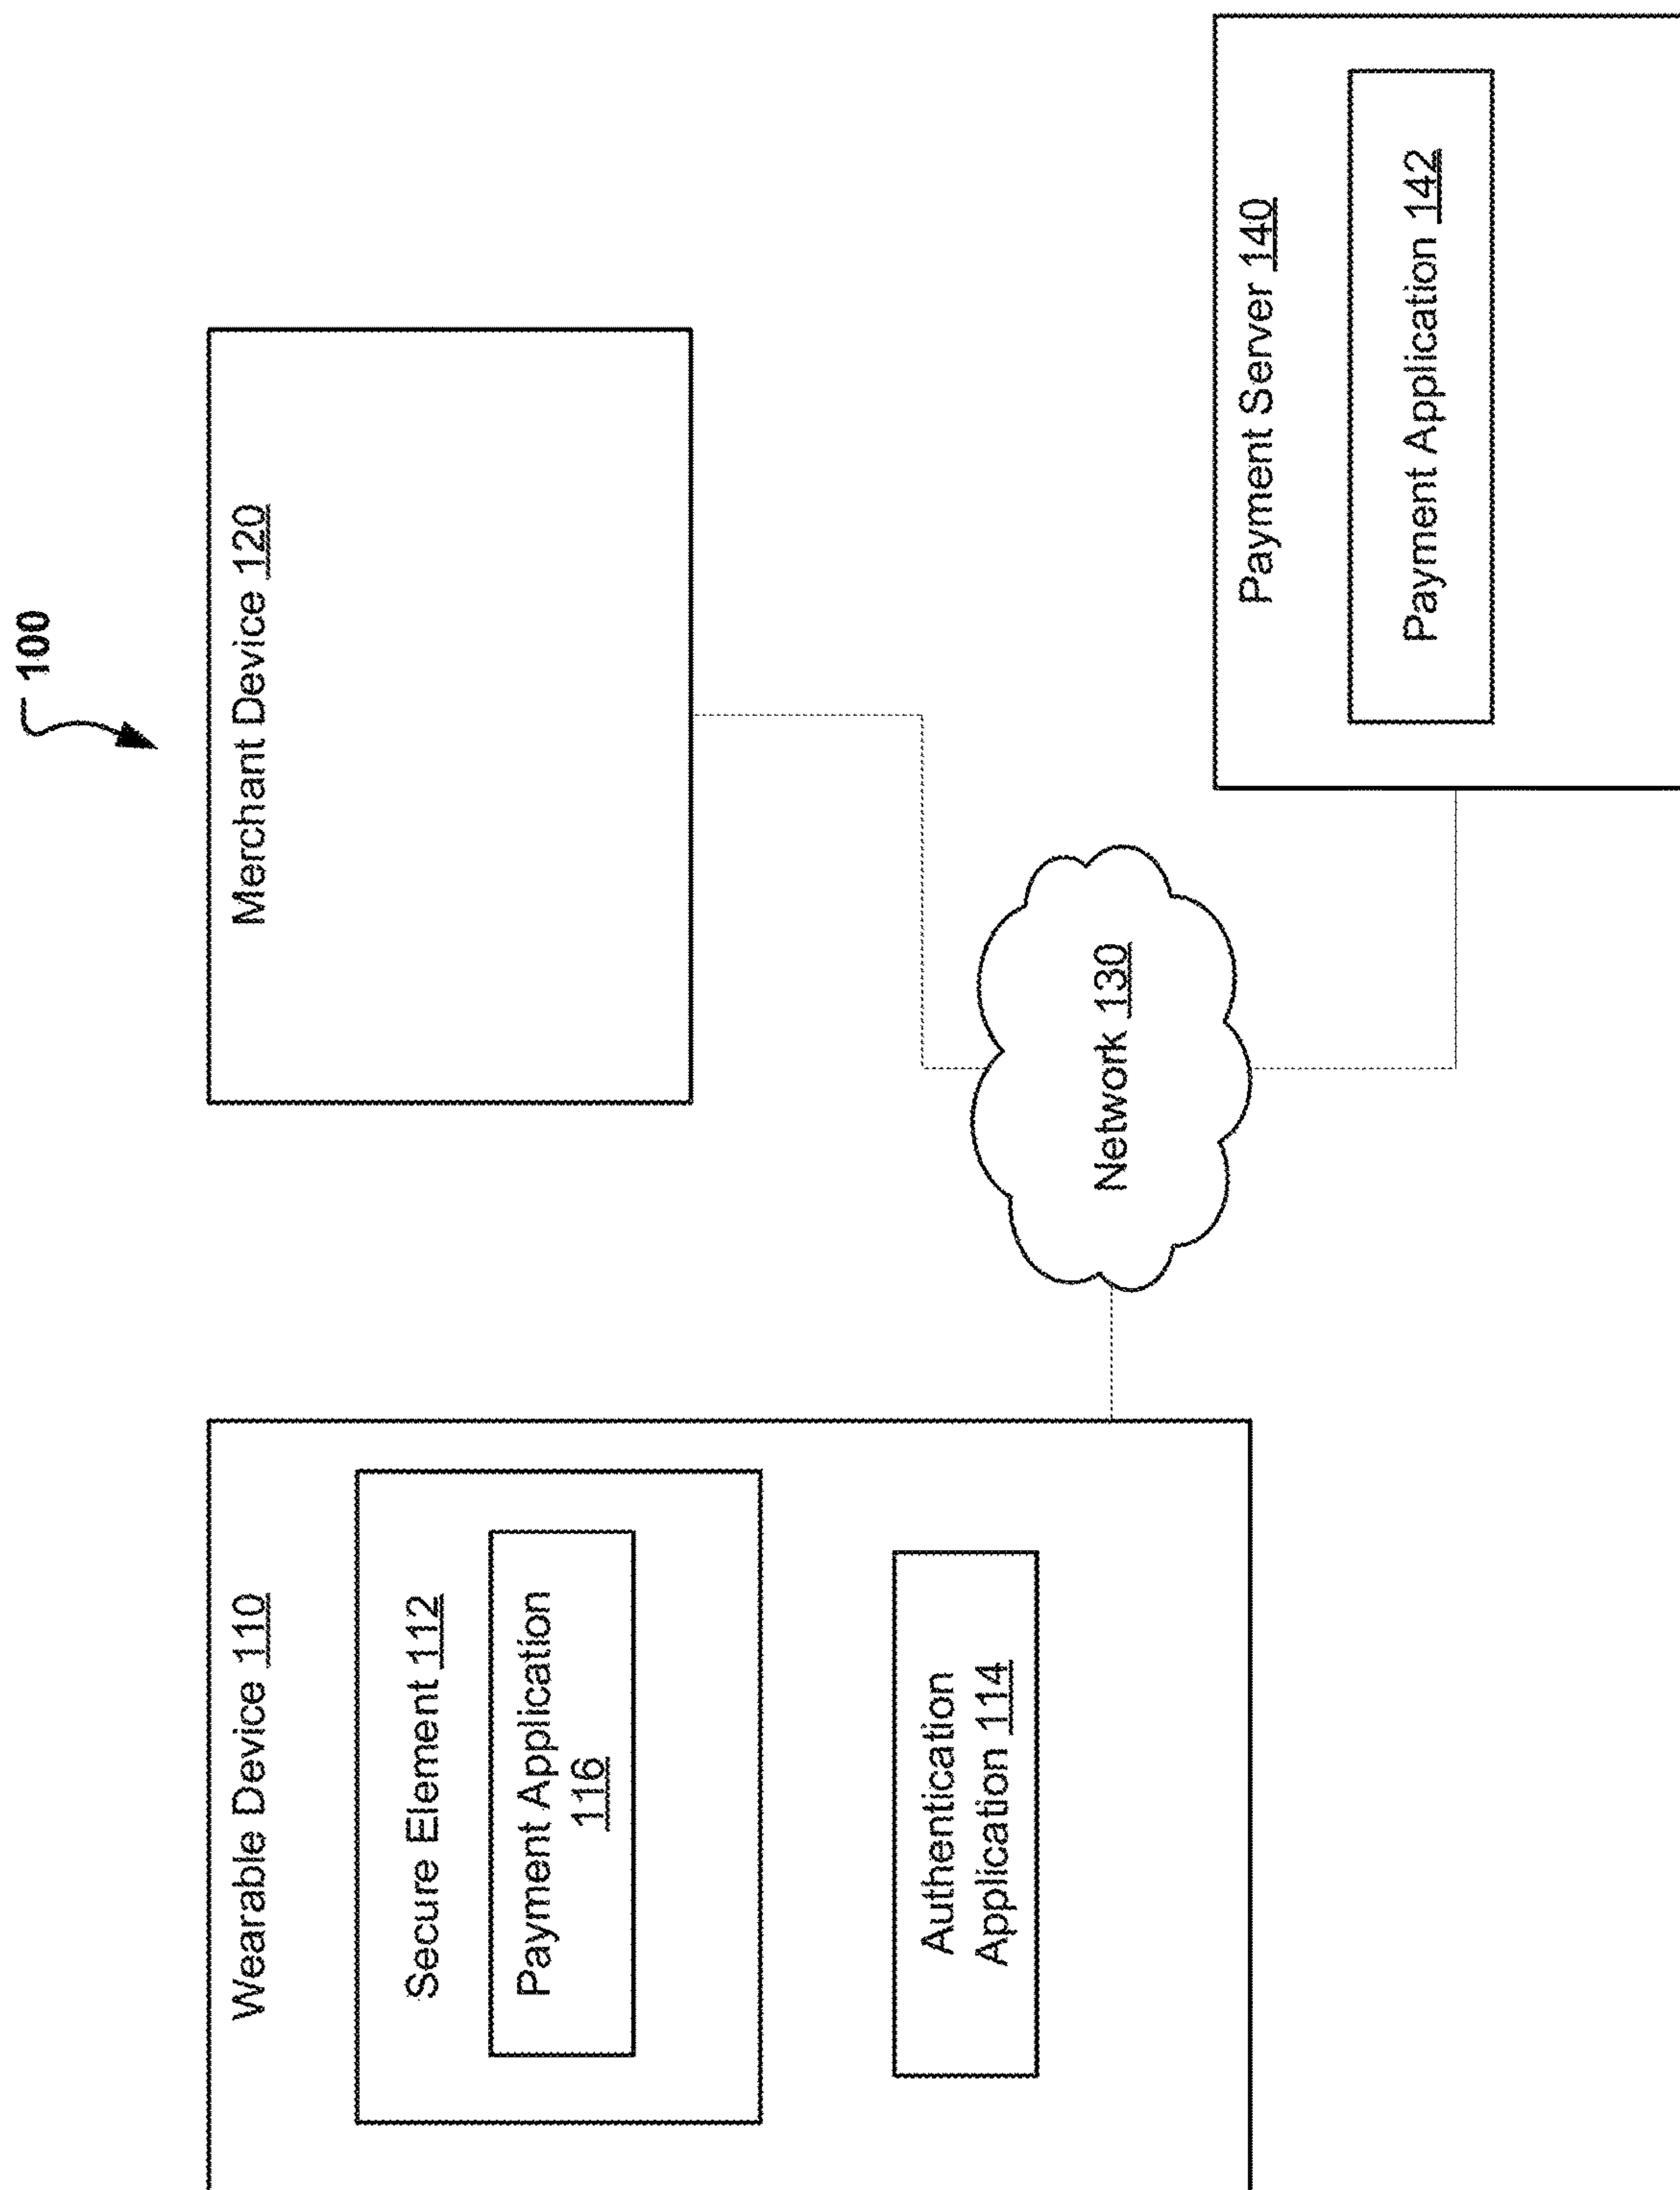 100
Wearable Device 110
Secure Element 112
Payment Application
116
Authentication
Application 114
Merchant Device 120
Network 130
Payment Server 140
Payment Application 142